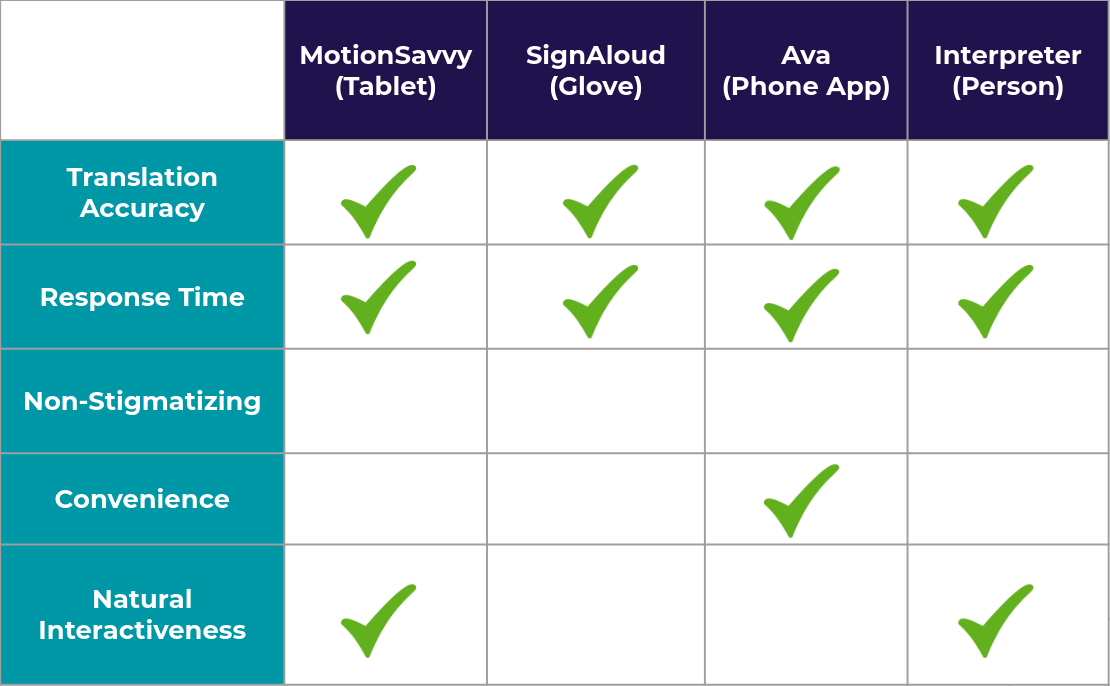 MotionSavvy
(Tablet)
SignAloud
(Glove)
Ava
(Phone App)
Interpreter
(Person)
Translation
Accuracy
Response Time
Non-Stigmatizing
Convenience
Natural
Interactiveness